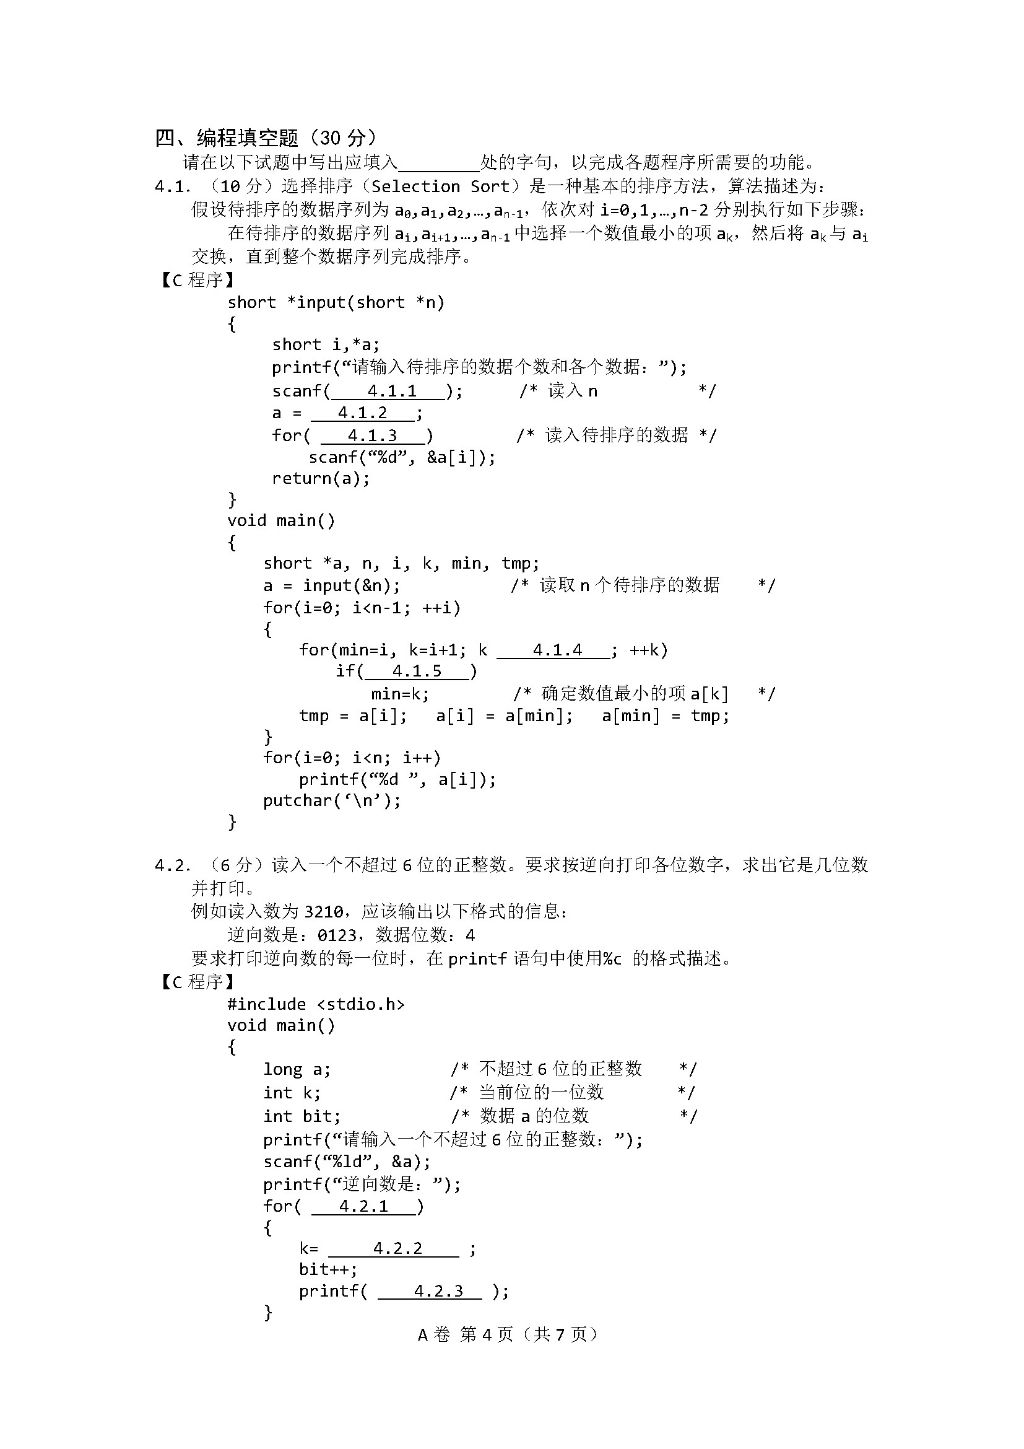 四、编程填空题（30 分）
请在以下试题中写出应填入_________处的字句，以完成各题程序所需要的功能。
4.1. （10 分）选择排序（Selection Sort）是一种基本的排序方法，算法描述为：
假设待排序的数据序列为 a₀,a₁,a₂,…,aₙ₋₁，依次对 i=0,1,…,n-2 分别执行如下步骤：
在待排序的数据序列 aᵢ,aᵢ₊₁,…,aₙ₋₁ 中选择一个数值最小的项 aₖ，然后将 aₖ 与 aᵢ
交换，直到整个数据序列完成排序。
【C 程序】
short *input(short *n)
{
short i,*a;
printf(“请输入待排序的数据个数和各个数据：”);
scanf(____4.1.1___); /* 读入 n */
a = ___4.1.2___;
for( ___4.1.3___) /* 读入待排序的数据 */
scanf(“%d”, &a[i]);
return(a);
}
void main()
{
short *a, n, i, k, min, tmp;
a = input(&n); /* 读取 n 个待排序的数据 */
for(i=0; i<n-1; ++i)
{
for(min=i, k=i+1; k ____4.1.4___; ++k)
if(___4.1.5___)
min=k; /* 确定数值最小的项 a[k] */
tmp = a[i]; a[i] = a[min]; a[min] = tmp;
}
for(i=0; i<n; i++)
printf(“%d ”, a[i]);
putchar(‘\n’);
}
4.2. （6 分）读入一个不超过 6 位的正整数。要求按逆向打印各位数字，求出它是几位数
并打印。
例如读入数为 3210，应该输出以下格式的信息：
逆向数是：0123，数据位数：4
要求打印逆向数的每一位时，在 printf 语句中使用%c 的格式描述。
【C 程序】
#include <stdio.h>
void main()
{
long a; /* 不超过 6 位的正整数 */
int k; /* 当前位的一位数 */
int bit; /* 数据 a 的位数 */
printf(“请输入一个不超过 6 位的正整数：”);
scanf(“%ld”, &a);
printf(“逆向数是：”);
for( ___4.2.1___)
{
k= _____4.2.2____ ;
bit++;
printf( ____4.2.3__ );
}
A 卷 第 4 页（共 7 页）